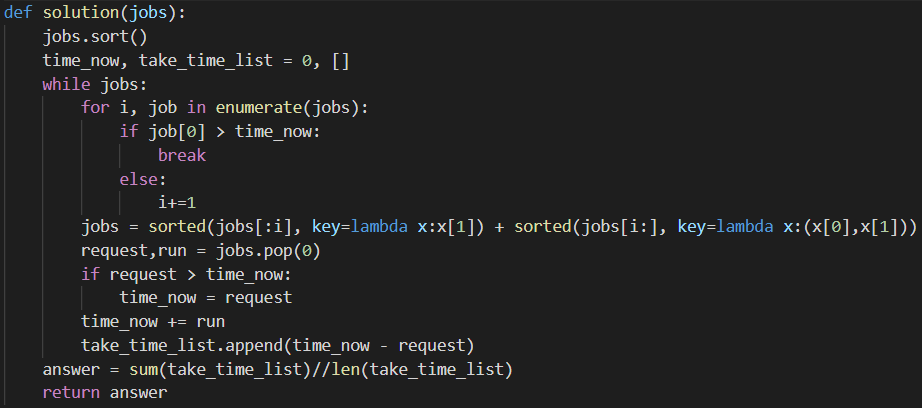 def solution(jobs):
    jobs.sort()
    time_now, take_time_list = 0, []
    while jobs:
        for i, job in enumerate(jobs):
            if job[0] > time_now:
                break
            else:
                i+=1
        jobs = sorted(jobs[:i], key=lambda x:x[1]) + sorted(jobs[i:], key=lambda x:(x[0],x[1]))
        request,run = jobs.pop(0)
        if request > time_now:
            time_now = request
        time_now += run
        take_time_list.append(time_now - request)
    answer = sum(take_time_list)//len(take_time_list)
    return answer